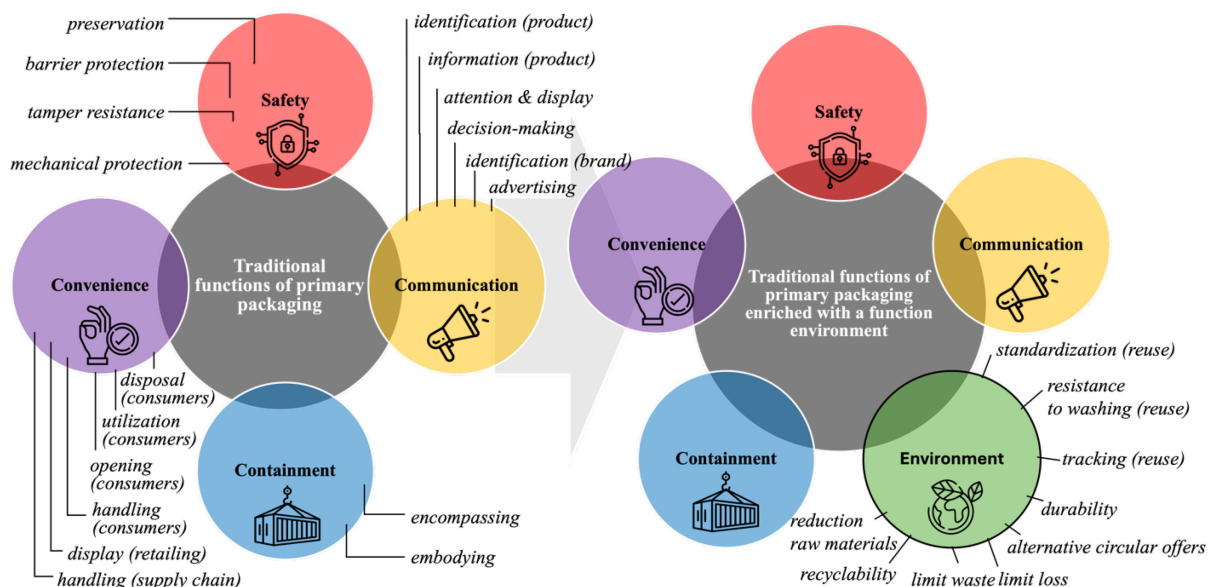 preservation
barrier protection
tamper resistance
mechanical protection
Safety
identification (product)
information (product)
attention & display
decision-making
identification (brand)
advertising
Convenience
Traditional
functions of primary
packaging
Communication
disposal
(consumers)
utilization
(consumers)
opening
(consumers)
handling
(consumers)
display (retailing)
handling (supply chain)
Containment
encompassing
embodying
Safety
Convenience
Communication
Traditional functions of
primary packaging
enriched with a function
environment
Containment
Environment
standardization (reuse)
resistance
to washing (reuse)
tracking (reuse)
durability
alternative circular offers
limit loss
limit waste
recyclability
reduction
raw materials